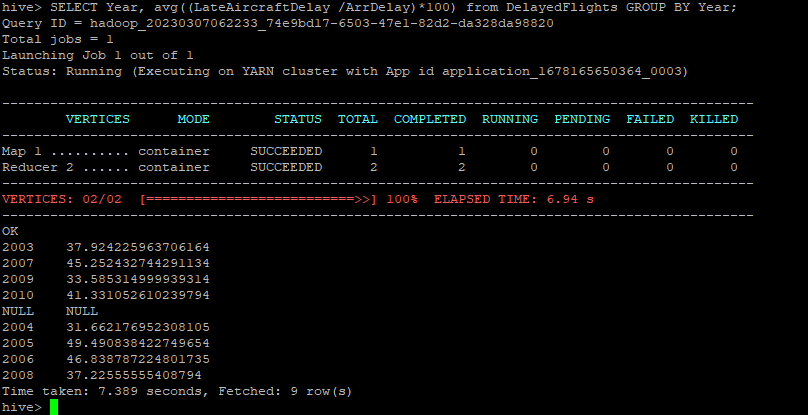 hive> SELECT Year, avg((LateAircraftDelay /ArrDelay)*100) from DelayedFlights GROUP BY Year;
Query ID = hadoop_20230307062233_74e9bd17-6503-47e1-82d2-da328da98820
Total jobs = 1
Launching Job 1 out of 1
Status: Running (Executing on YARN cluster with App id application_1678165650364_0003)
----------------------------------------------------------------------------------------------
        VERTICES      MODE        STATUS  TOTAL  COMPLETED  RUNNING  PENDING  FAILED  KILLED
----------------------------------------------------------------------------------------------
Map 1 .......... container     SUCCEEDED      1          1        0        0       0       0
Reducer 2 ...... container     SUCCEEDED      2          2        0        0       0       0
----------------------------------------------------------------------------------------------
VERTICES: 02/02  [==========================>>] 100%  ELAPSED TIME: 6.94 s
----------------------------------------------------------------------------------------------
OK
2003    37.924225963706164
2007    45.252432744291134
2009    33.585314999939314
2010    41.331052610239794
NULL    NULL
2004    31.662176952308105
2005    49.490838422749654
2006    46.838787224801735
2008    37.22555555408794
Time taken: 7.389 seconds, Fetched: 9 row(s)
hive>